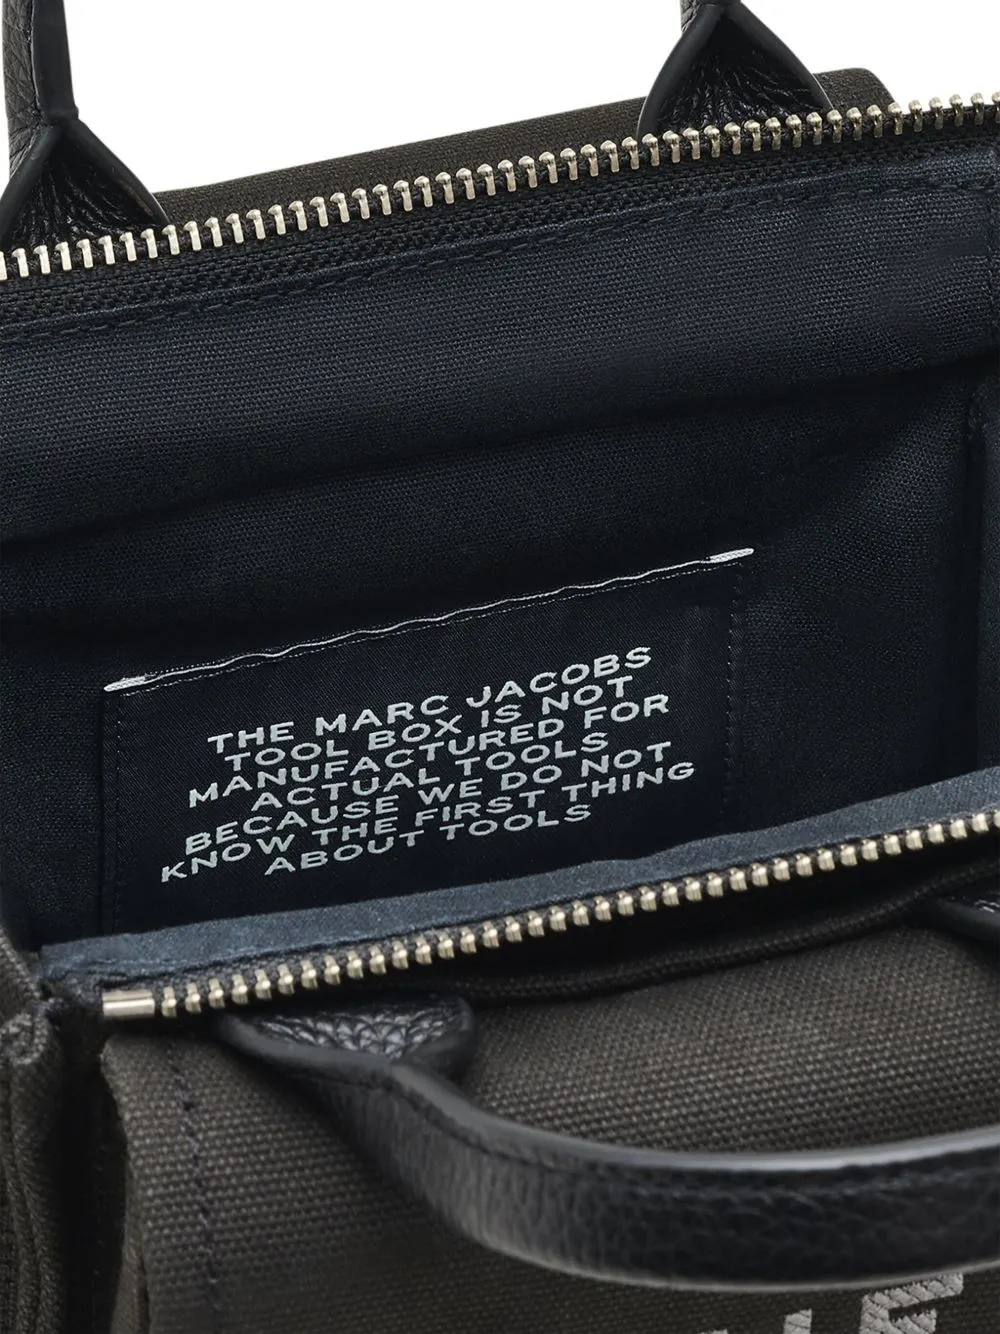 THE MARC JACOBS
TOOL BOX IS NOT
MANUFACTURED FOR
ACTUAL TOOLS
BECAUSE WE DO NOT
KNOW THE FIRST THING
ABOUT TOOLS